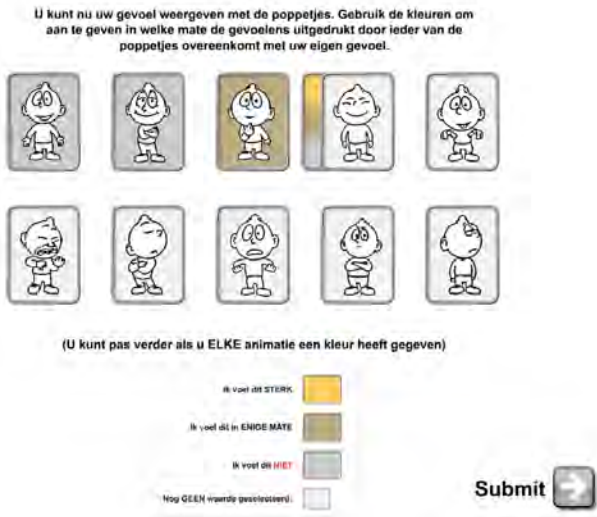 U kunt nu uw gevoel weergeven met de poppetjes. Gebruik de kleuren om
aan te geven in welke mate de gevoelens uitgedrukt door ieder van de
poppetjes overeenkomt met uw eigen gevoel.
(U kunt pas verder als u ELKE animatie een kleur heeft gegeven)
Ik voel dit STERK
Ik voel dit in ENIGE MATE
Ik voel dit NIET
Nog GEEN waarde geselecteerd.
Submit